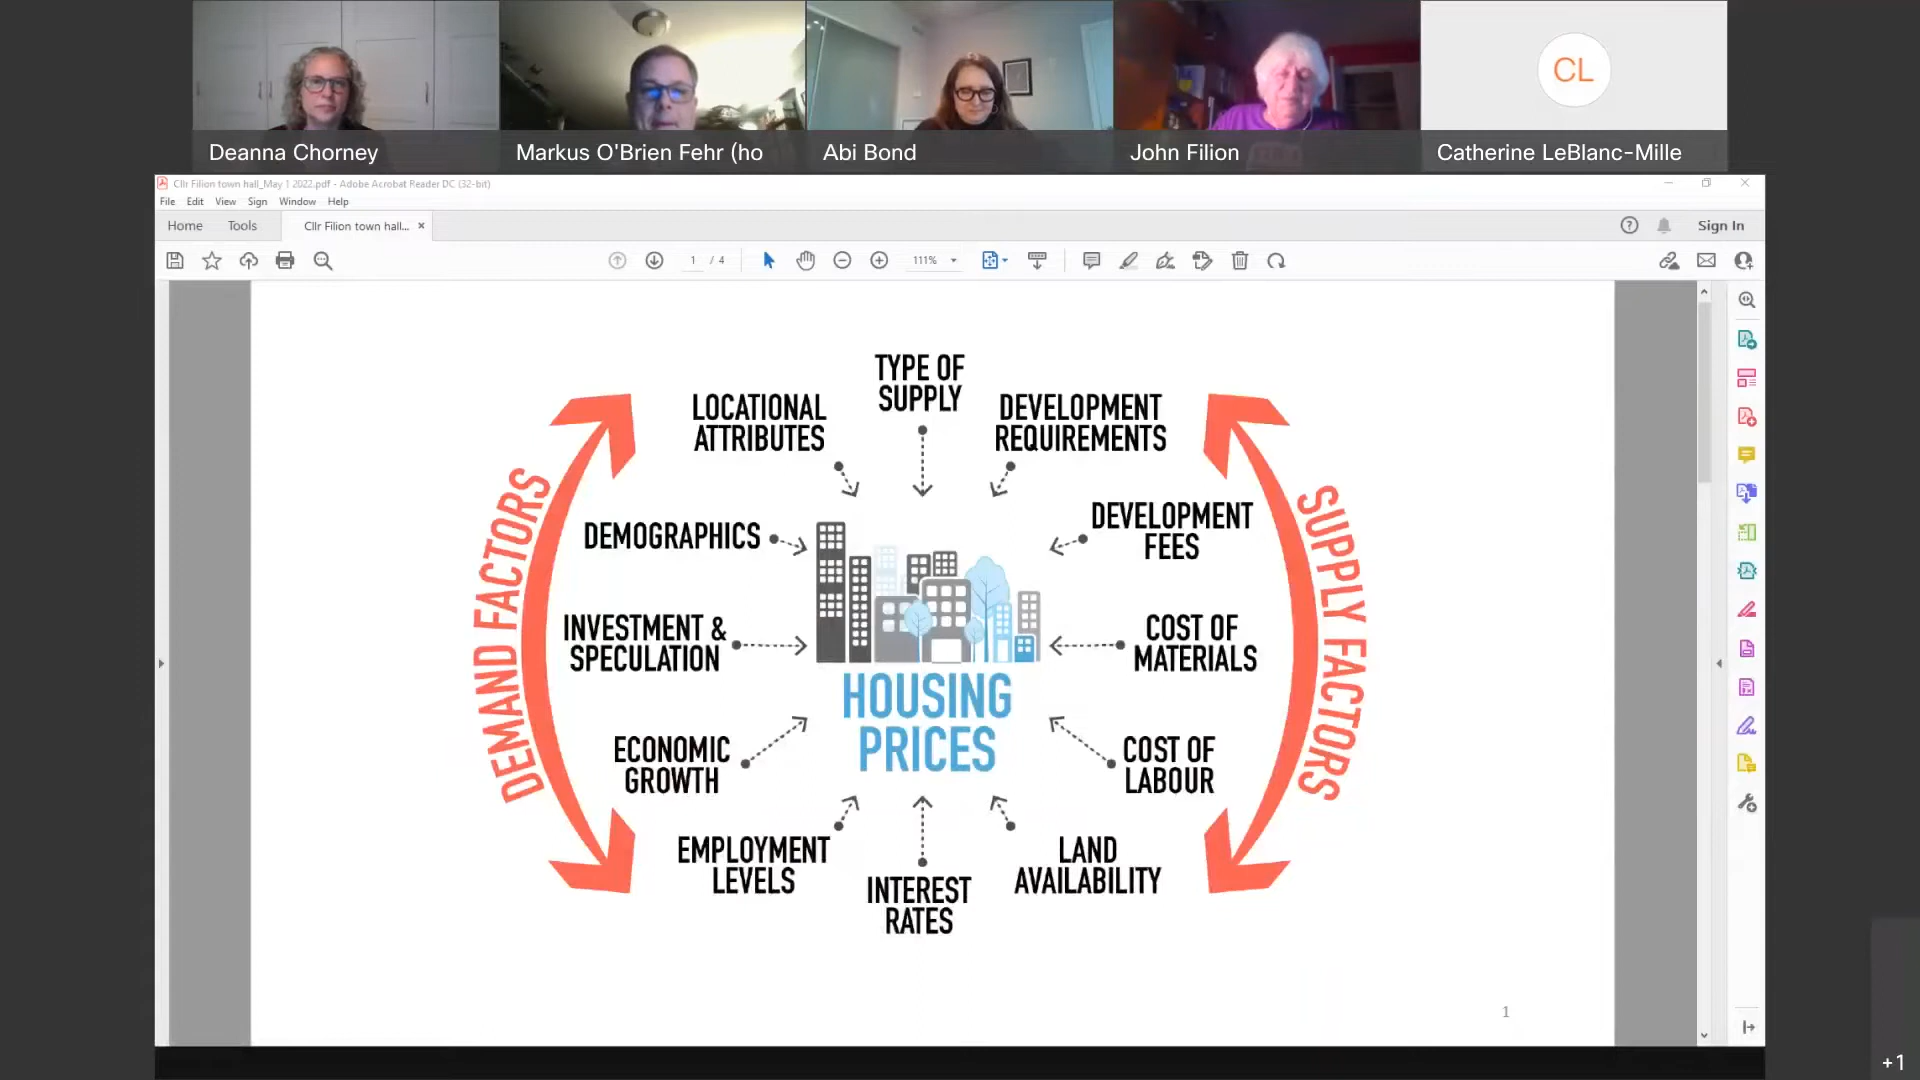 CL
Deanna Chorney
Markus O'Brien Fehr (ho
Abi Bond
John Filion
Catherine LeBlanc-Mille
Cllr Filion town hall_May 1 2022.pdf - Adobe Acrobat Reader DC (32-bit)
File Edit View Sign Window Help
Home Tools Cllr Filion town hall... × Sign In
1 / 4 111%
TYPE OF
SUPPLY
LOCATIONAL
ATTRIBUTES
DEVELOPMENT
REQUIREMENTS
DEMOGRAPHICS
DEVELOPMENT
FEES
DEMAND FACTORS
SUPPLY FACTORS
INVESTMENT &
SPECULATION
COST OF
MATERIALS
HOUSING
PRICES
ECONOMIC
GROWTH
COST OF
LABOUR
EMPLOYMENT
LEVELS
INTEREST
RATES
LAND
AVAILABILITY
1
+1